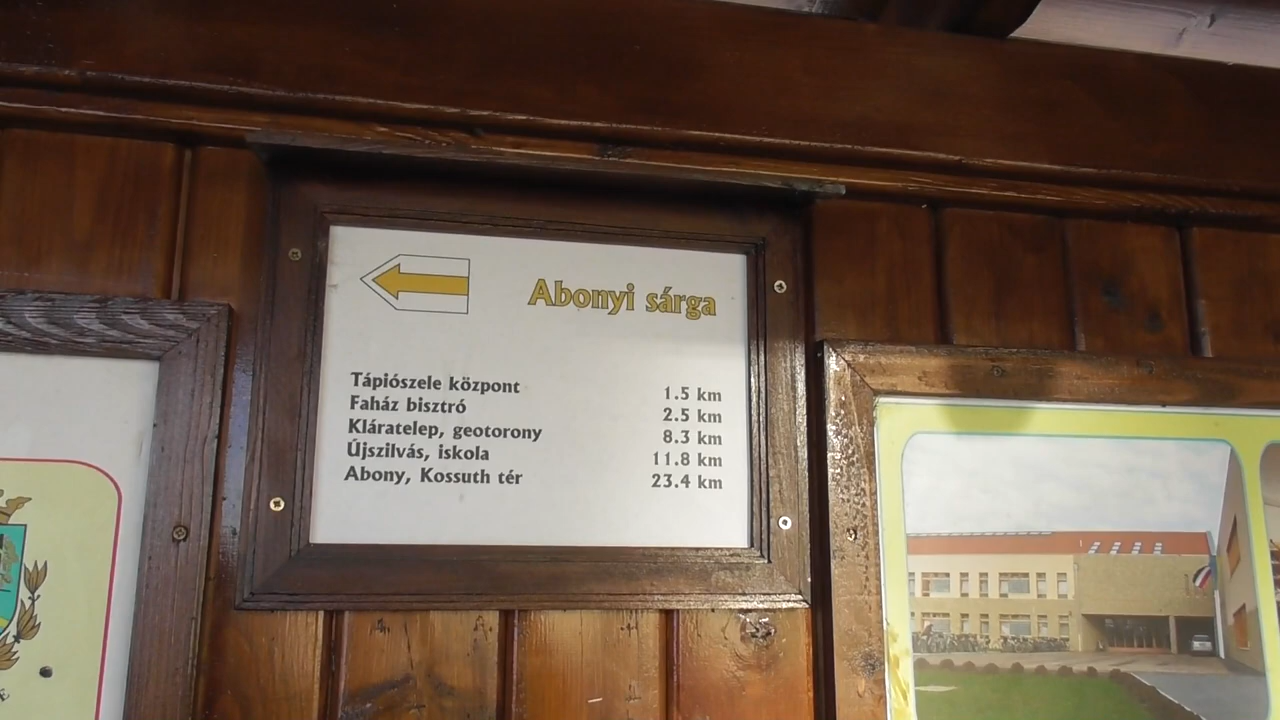 Abonyi sárga
Tápiószele központ 1.5 km
Faház bisztró 2.5 km
Kláratelep, geotorony 8.3 km
Újszilvás, iskola 11.8 km
Abony, Kossuth tér 23.4 km